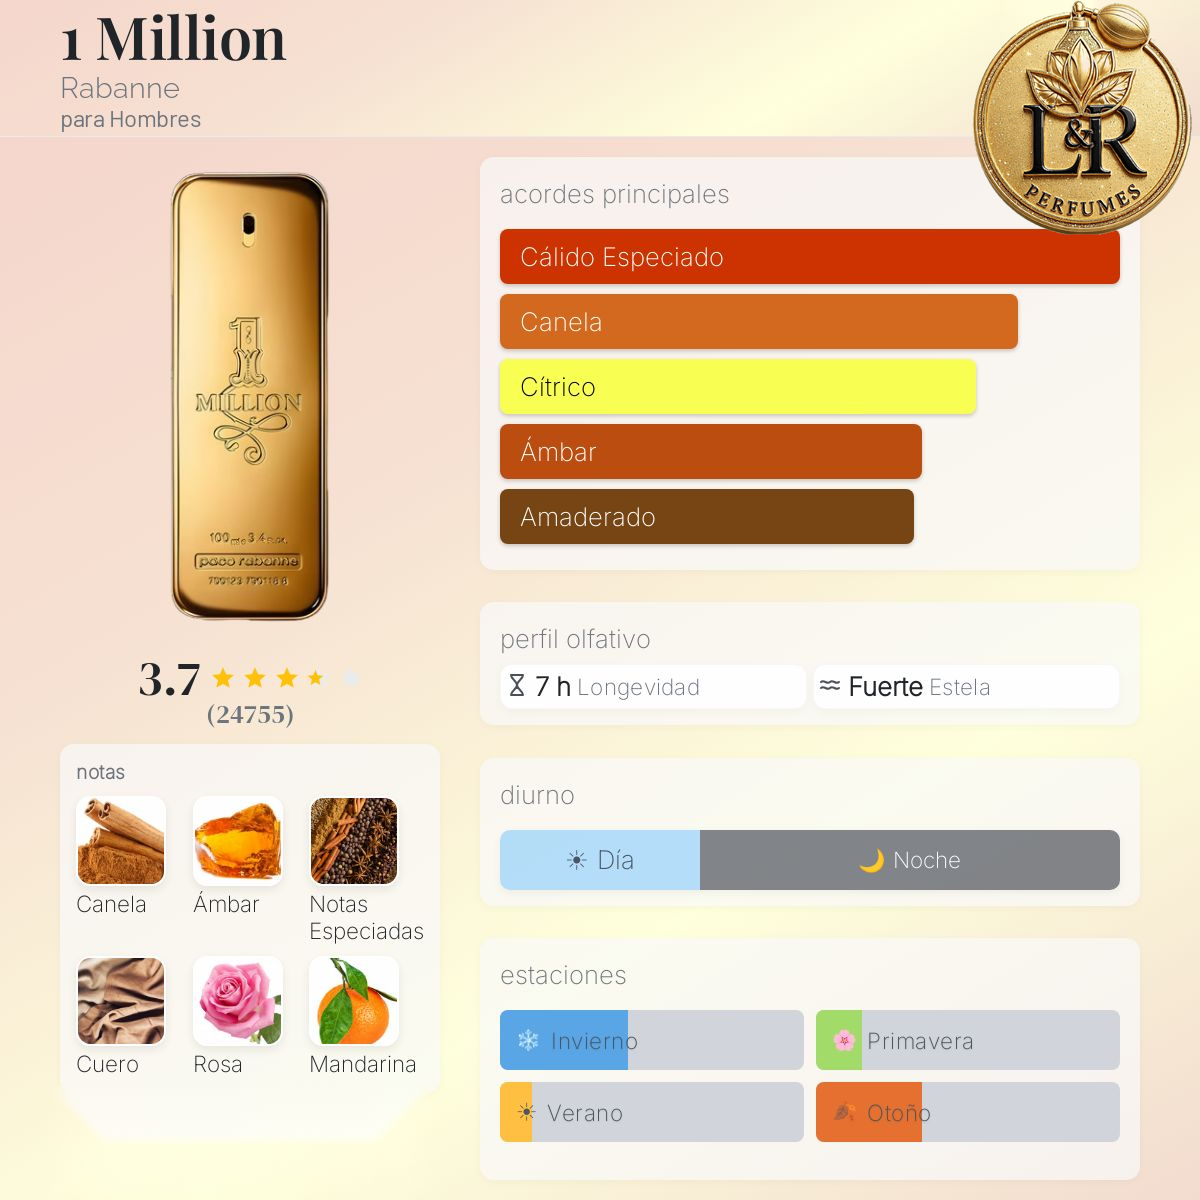 1 Million
Rabanne
para Hombres
L&R
PERFUMES
1
MILLION
paco rabanne
3.7
(24755)
notas
Canela
Ámbar
Notas
Especiadas
Cuero
Rosa
Mandarina
acordes principales
Cálido Especiado
Canela
Cítrico
Ámbar
Amaderado
perfil olfativo
7 h Longevidad
Fuerte Estela
diurno
Día
Noche
estaciones
Invierno
Primavera
Verano
Otoño